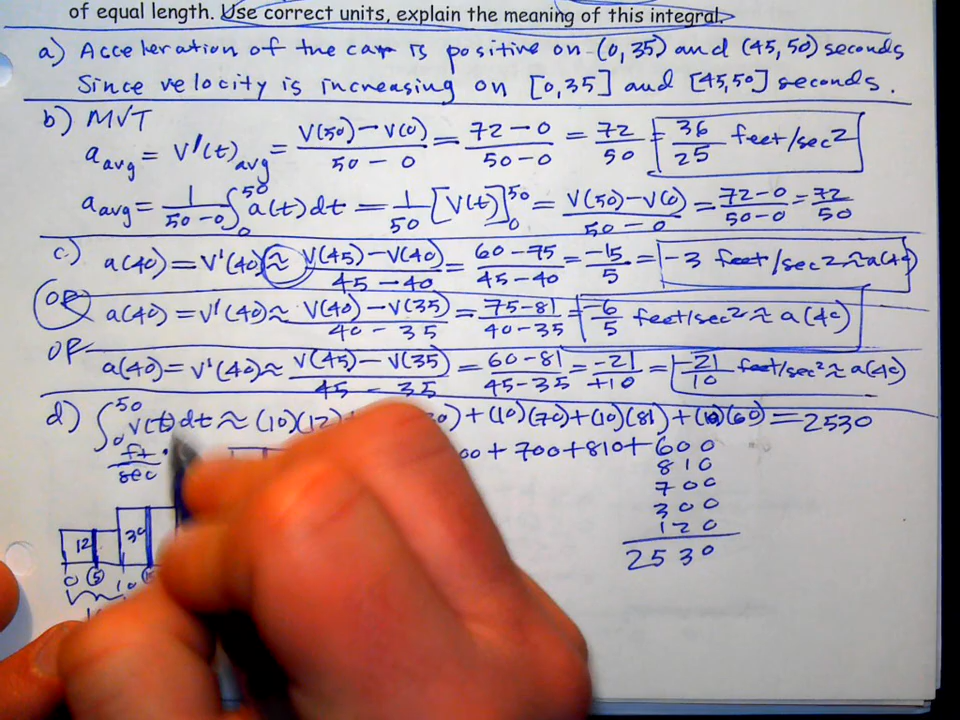 of equal length. Use correct units, explain the meaning of this integral.
a) Acceleration of the car is positive on (0, 35) and (45, 50) seconds
Since velocity is increasing on [0, 35] and [45, 50] seconds.
b) MVT
a avg = V'(t) avg = V(50) - V(0) / 50 - 0 = 72 - 0 / 50 - 0 = 72 / 50 = 36 / 25 feet/sec²
a avg = 1 / 50-0 ∫₀⁵⁰ a(t) dt = 1 / 50 [V(t)]₀⁵⁰ = V(50) - V(0) / 50 - 0 = 72-0 / 50-0 = 72 / 50
c.) a(40) = V'(40) ≈ V(45) - V(40) / 45 - 40 = 60 - 75 / 45 - 40 = -15 / 5 = -3 feet/sec² ≈ a(4
OR a(40) = V'(40) ≈ V(40) - V(35) / 40 - 35 = 75-81 / 40-35 = -6 / 5 feet/sec² ≈ a(40)
OR a(40) = V'(40) ≈ V(45) - V(35) / 45 - 35 = 60-81 / 45-35 = -21 / +10 = -21 / 10 feet/sec² ≈ a(40)
d) ∫₀⁵⁰ V(t) dt ≈ (10)(12) 0) + (10)(70) + (10)(81) + (10)(60) = 2530
ft / sec 00 + 700 + 810 + 600
810
700
300
120
2530
12 30
0 5 10